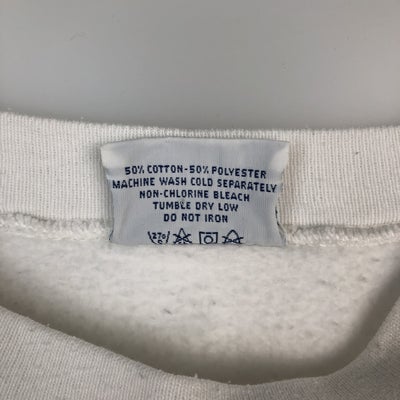 50% COTTON-50% POLYESTER
MACHINE WASH COLD SEPARATELY
NON-CHLORINE BLEACH
TUMBLE DRY LOW
DO NOT IRON